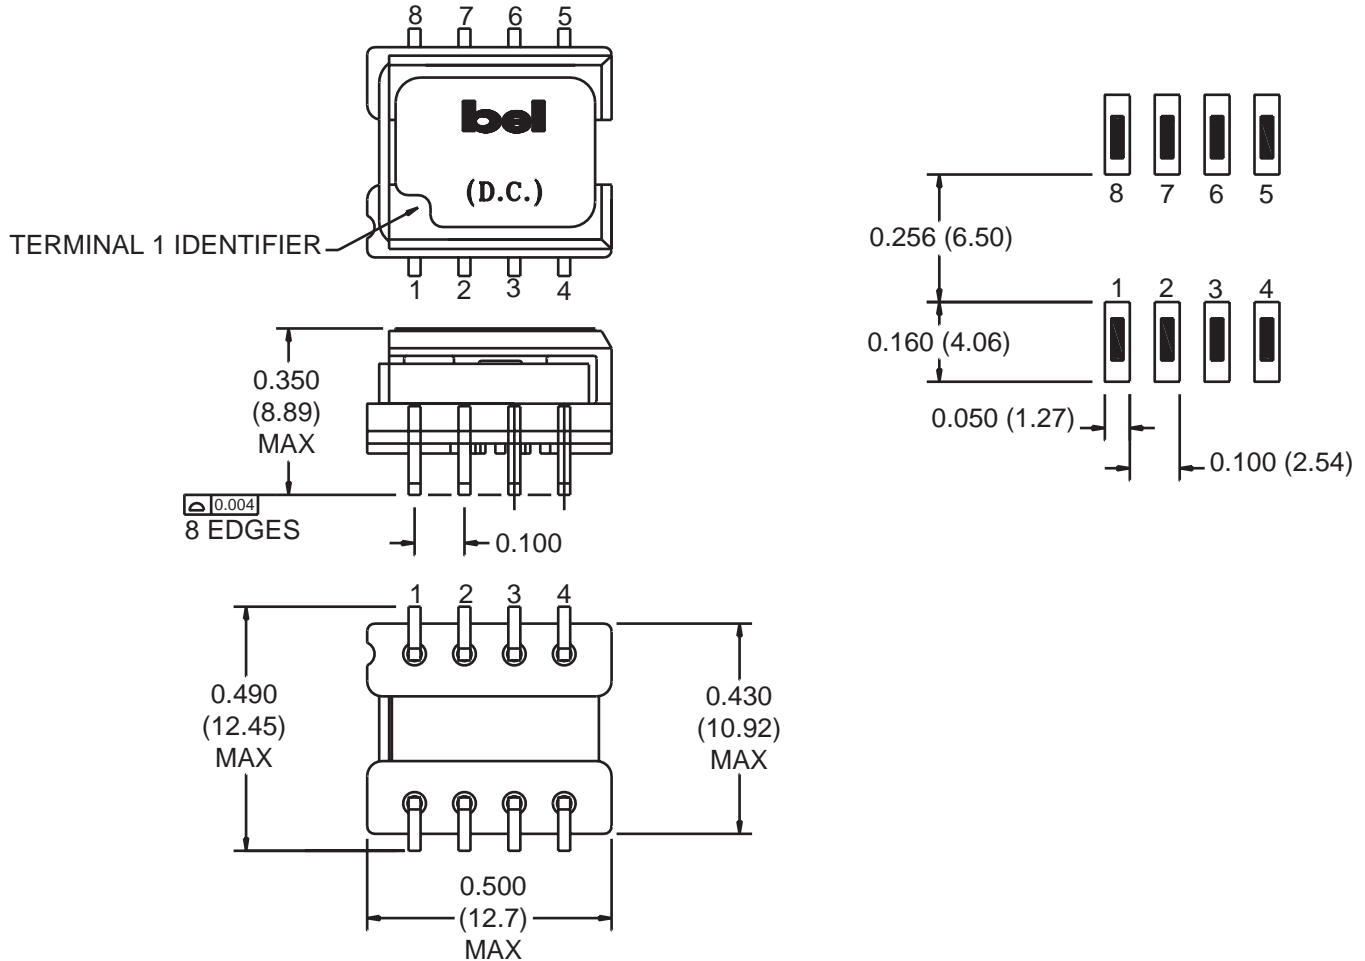 8 7 6 5
bel
(D.C.)
TERMINAL 1 IDENTIFIER
1 2 3 4
8 7 6 5
0.256 (6.50)
1 2 3 4
0.160 (4.06)
0.050 (1.27)
0.100 (2.54)
0.350
(8.89)
MAX
0.004
8 EDGES
0.100
1 2 3 4
0.490
(12.45)
MAX
0.430
(10.92)
MAX
0.500
(12.7)
MAX